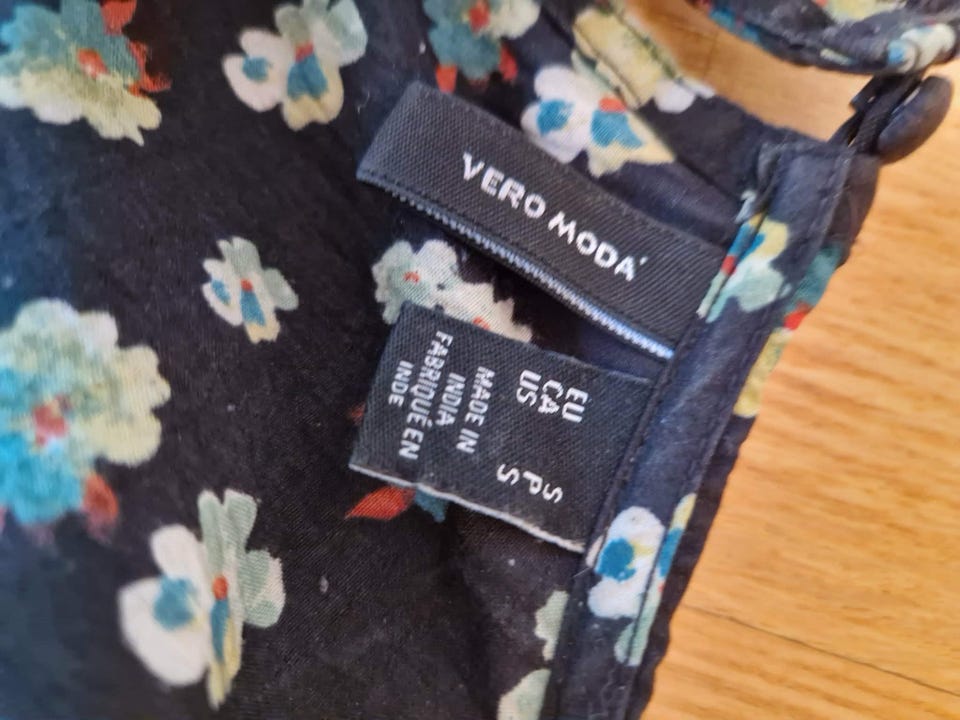 VERO MODA
EU S
CA P
US S
MADE IN
INDIA
FABRIQUÉ EN
INDE